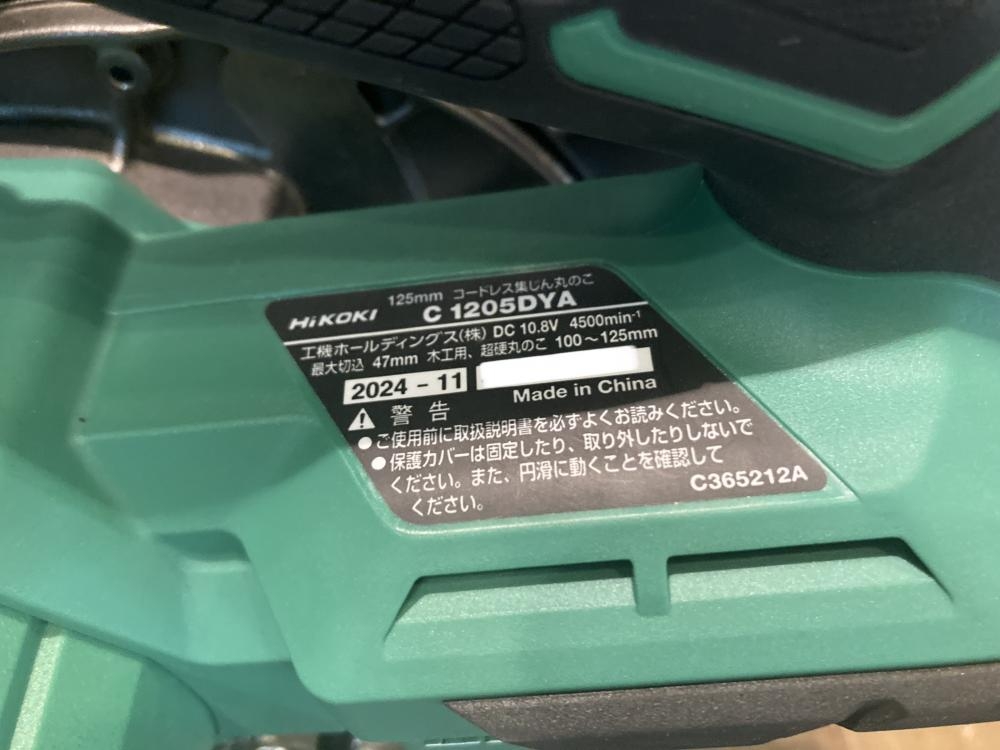 125mm コードレス集じん丸のこ
HiKOKI C 1205DYA
工機ホールディングス(株) DC 10.8V 4500min-¹
最大切込 47mm 木工用、超硬丸のこ 100～125mm
2024 - 11
Made in China
警告
●ご使用前に取扱説明書を必ずよくお読みください。
●保護カバーは固定したり、取り外したりしないで
ください。また、円滑に動くことを確認して
ください。
C365212A